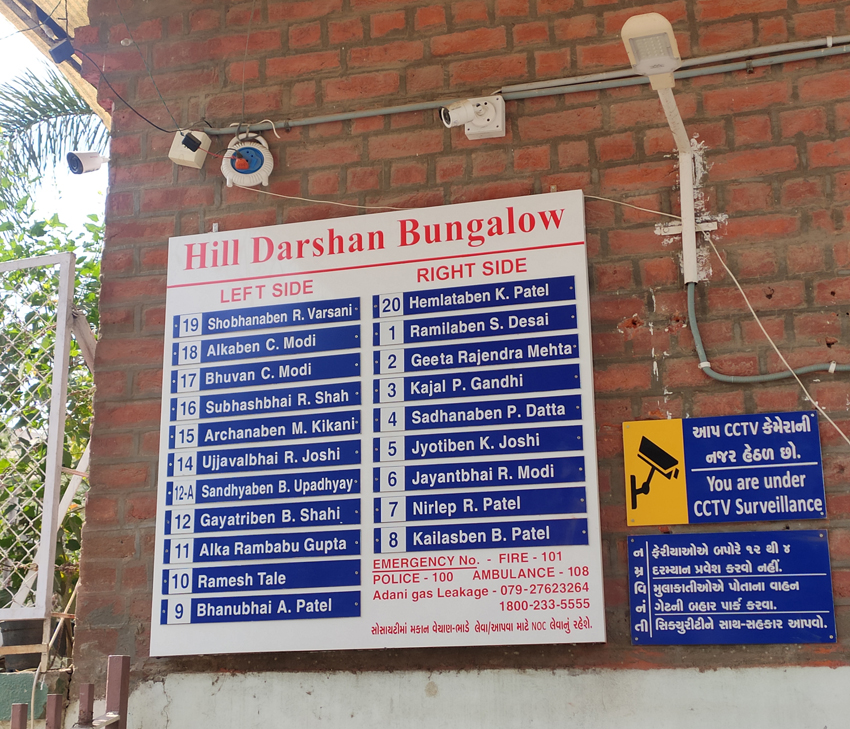 Hill Darshan Bungalow
LEFT SIDE
19 Shobhanaben R. Varsani
18 Alkaben C. Modi
17 Bhuvan C. Modi
16 Subhashbhai R. Shah
15 Archanaben M. Kikani
14 Ujjavalbhai R. Joshi
12-A Sandhyaben B. Upadhyay
12 Gayatriben B. Shahi
11 Alka Rambabu Gupta
10 Ramesh Tale
9 Bhanubhai A. Patel
RIGHT SIDE
20 Hemlataben K. Patel
1 Ramilaben S. Desai
2 Geeta Rajendra Mehta
3 Kajal P. Gandhi
4 Sadhanaben P. Datta
5 Jyotiben K. Joshi
6 Jayantbhai R. Modi
7 Nirlep R. Patel
8 Kailasben B. Patel
EMERGENCY No. - FIRE - 101
POLICE - 100 AMBULANCE - 108
Adani gas Leakage - 079-27623264
1800-233-5555
સોસાયટીમાં મકાન વેચાણ-ભાડે લેવા/આપવા માટે NOC લેવાનું રહેશે.
આપ CCTV કેમેરાની
નજર હેઠળ છો.
You are under
CCTV Surveillance
ન ફેરીયાઓએ બપોરે ૧૨ થી ૪
મ્ર દરમ્યાન પ્રવેશ કરવો નહીં.
વિ મુલાકાતીઓએ પોતાના વાહન
નં ગેટની બહાર પાર્ક કરવા.
તી સિક્યુરીટીને સાથ-સહકાર આપવો.